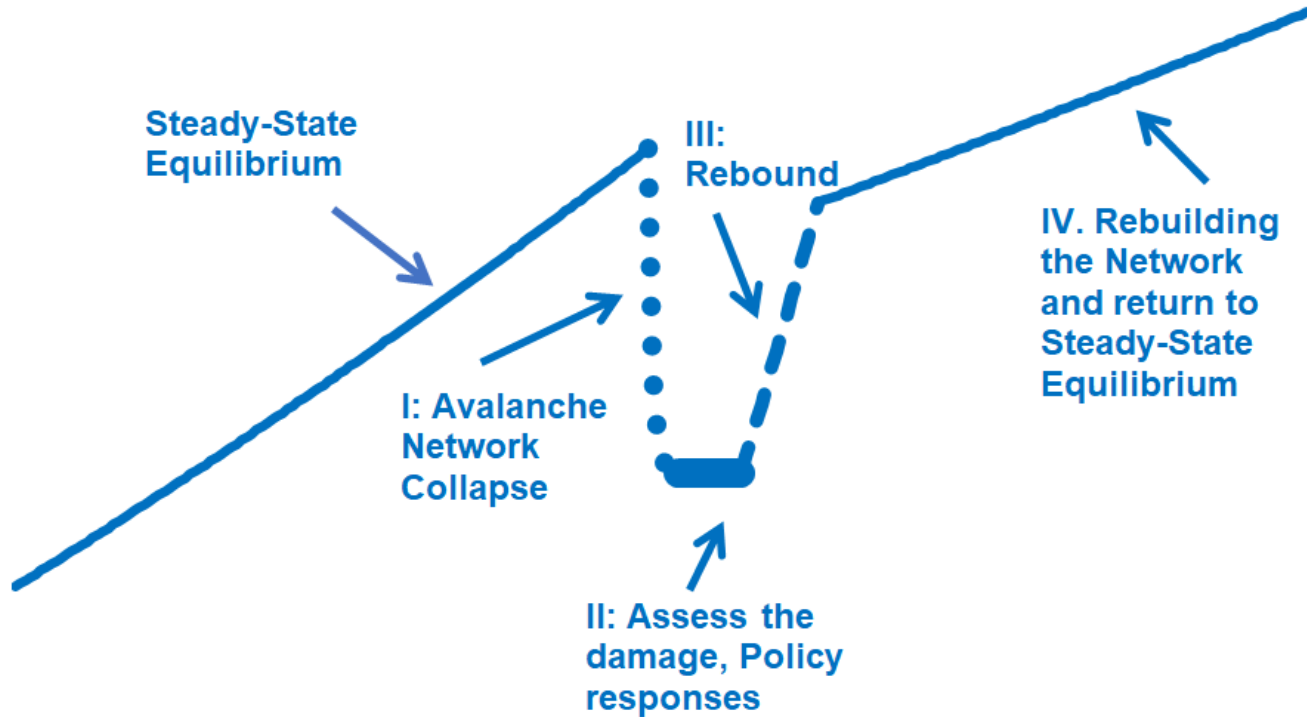 Steady-State
Equilibrium
I: Avalanche
Network
Collapse
II: Assess the
damage, Policy
responses
III:
Rebound
IV. Rebuilding
the Network
and return to
Steady-State
Equilibrium